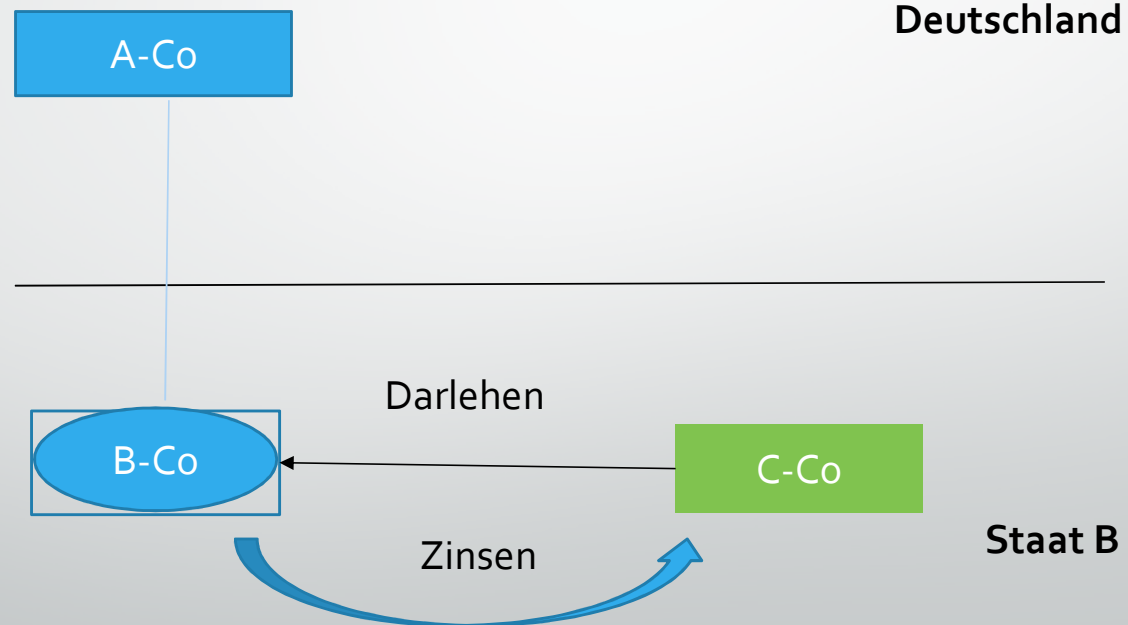 Deutschland
A-Co
Darlehen
B-Co
C-Co
Staat B
Zinsen